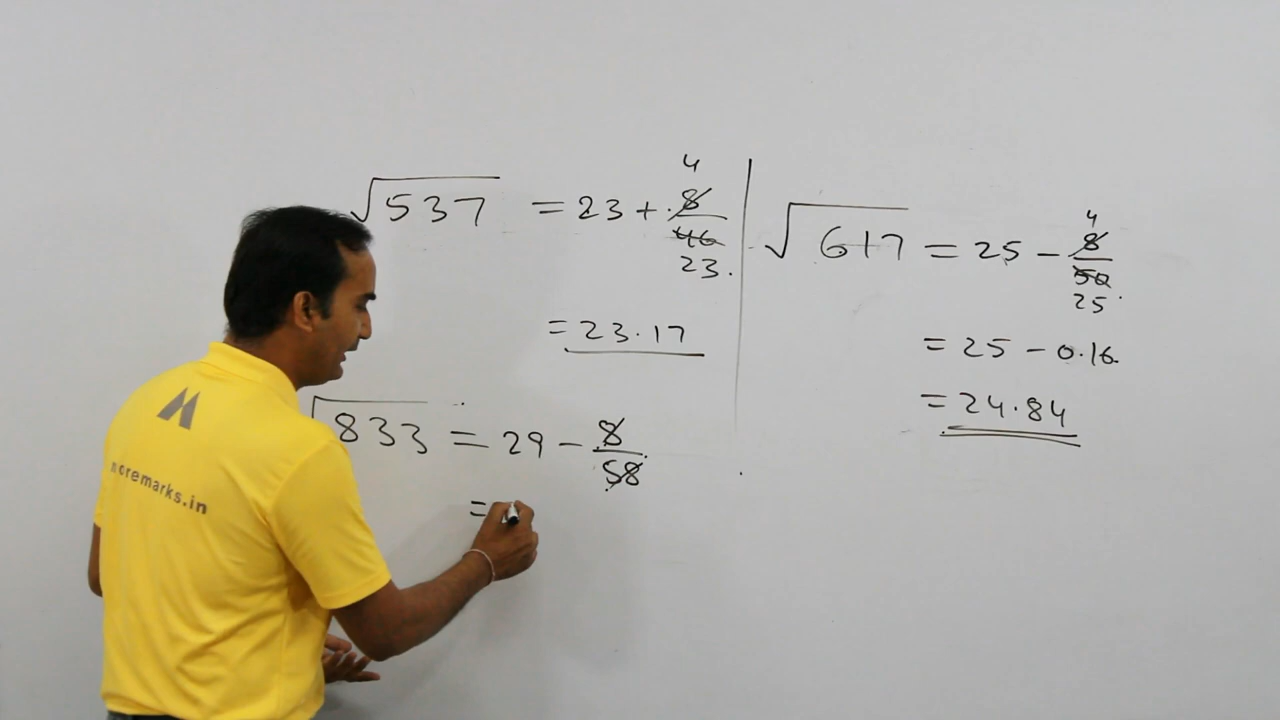 √537 = 23 + 8/46
4
23.
= 23.17
√617 = 25 - 8/50
4
25
= 25 - 0.16
= 24.84
√833 = 29 - 8/58
=
M
moremarks.in